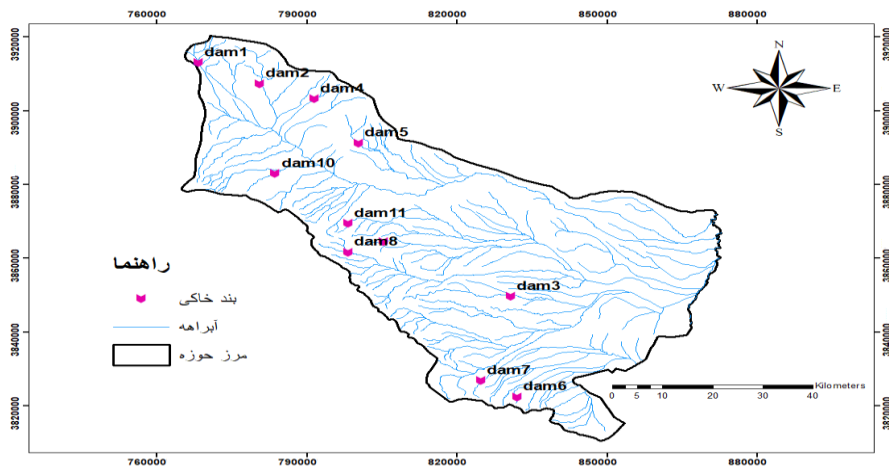 760000 790000 820000 850000 880000
3920000 3920000
3900000 3900000
3880000 3880000
3860000 3860000
3840000 3840000
3820000 3820000
N
W E
S
dam1
dam2
dam4
dam5
dam10
dam11
dam8
dam3
dam7
dam6
راهنما
بند خاکی
آبراهه
مرز حوزه
Kilometers
0 5 10 20 30 40
760000 790000 820000 850000 880000